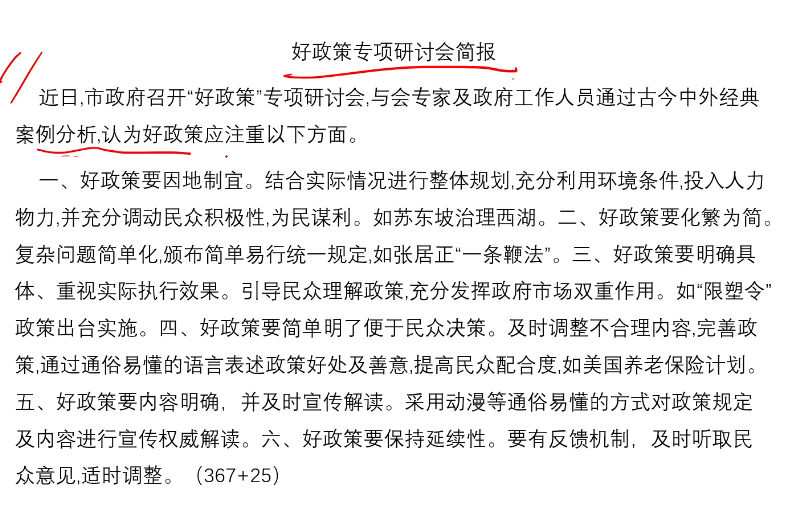 好政策专项研讨会简报
近日,市政府召开“好政策”专项研讨会,与会专家及政府工作人员通过古今中外经典
案例分析,认为好政策应注重以下方面。
一、好政策要因地制宜。结合实际情况进行整体规划,充分利用环境条件,投入人力
物力,并充分调动民众积极性,为民谋利。如苏东坡治理西湖。二、好政策要化繁为简。
复杂问题简单化,颁布简单易行统一规定,如张居正“一条鞭法”。三、好政策要明确具
体、重视实际执行效果。引导民众理解政策,充分发挥政府市场双重作用。如“限塑令”
政策出台实施。四、好政策要简单明了便于民众决策。及时调整不合理内容,完善政
策,通过通俗易懂的语言表述政策好处及善意,提高民众配合度,如美国养老保险计划。
五、好政策要内容明确，并及时宣传解读。采用动漫等通俗易懂的方式对政策规定
及内容进行宣传权威解读。六、好政策要保持延续性。要有反馈机制，及时听取民
众意见,适时调整。（367+25）